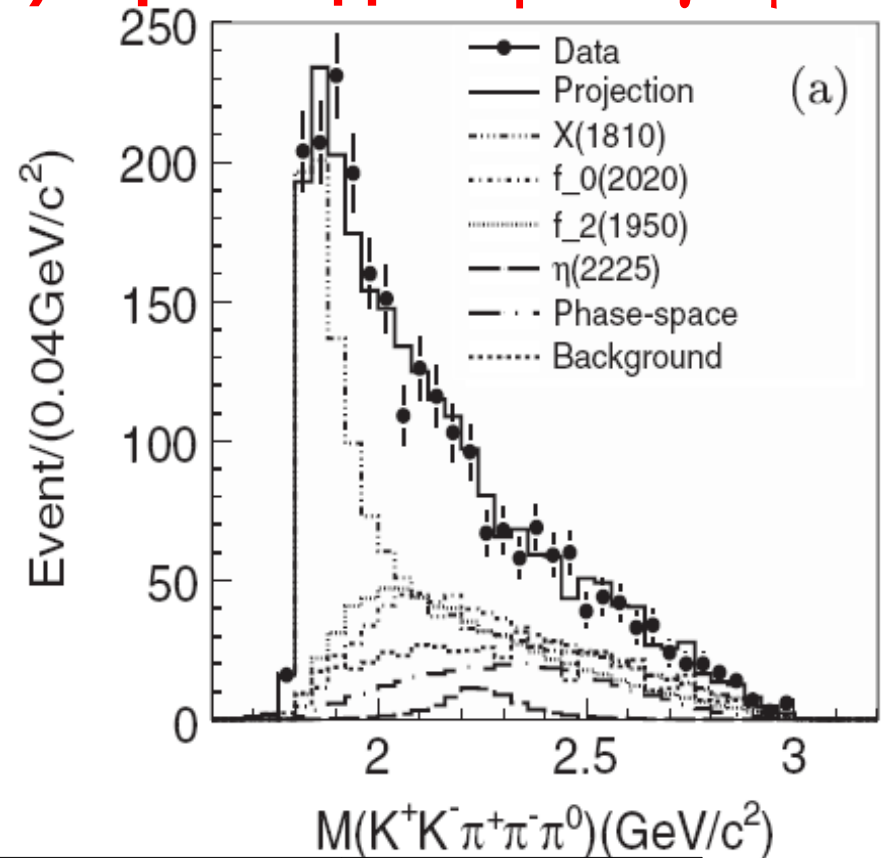 250
200
150
100
50
0
Event/(0.04GeV/c²)
Data
Projection
X(1810)
f_0(2020)
f_2(1950)
η(2225)
Phase-space
Background
(a)
2
2.5
3
M(K⁺K⁻π⁺π⁻π⁰)(GeV/c²)